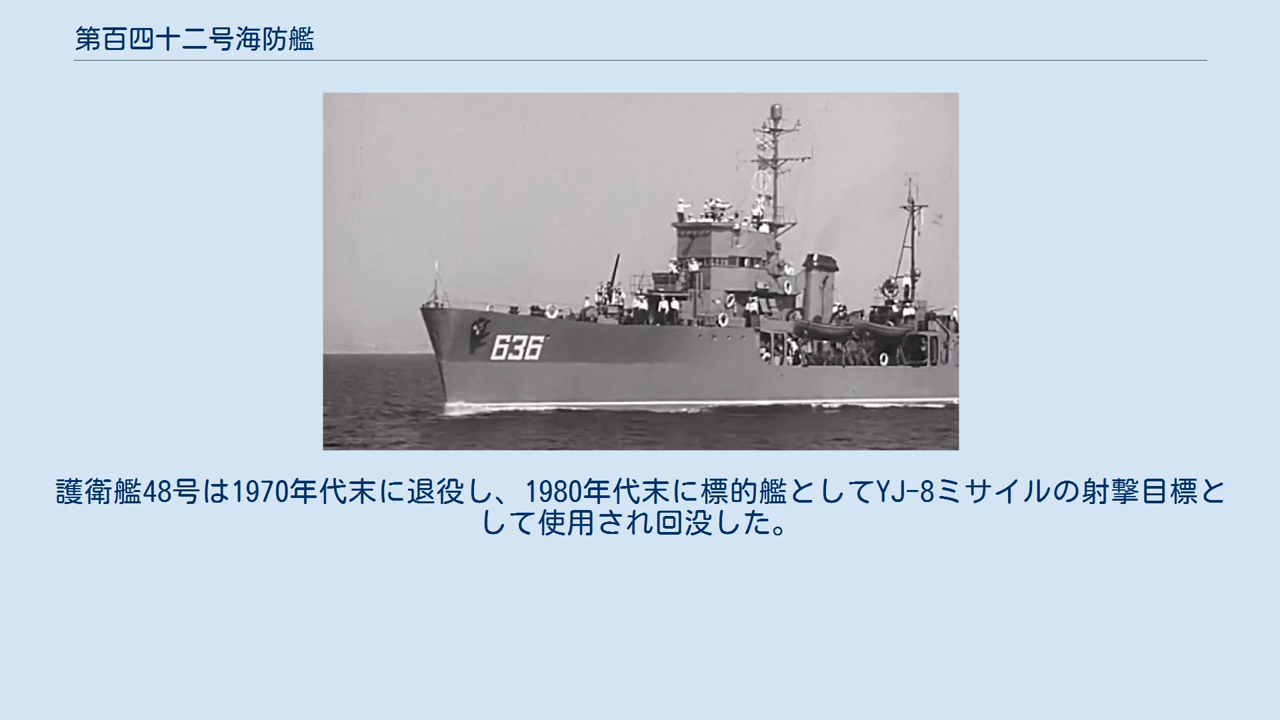 第百四十二号海防艦
636
護衛艦48号は1970年代末に退役し、1980年代末に標的艦としてYJ-8ミサイルの射撃目標と
して使用され回没した。